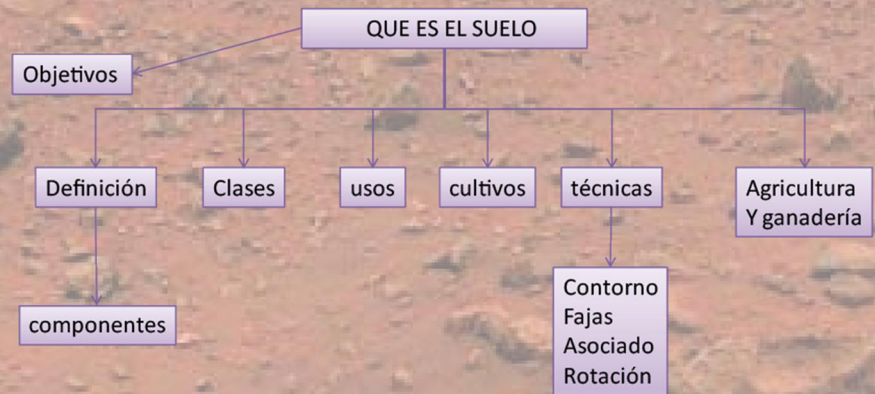 QUE ES EL SUELO
Objetivos
Definición
Clases
usos
cultivos
técnicas
Agricultura
Y ganadería
componentes
Contorno
Fajas
Asociado
Rotación